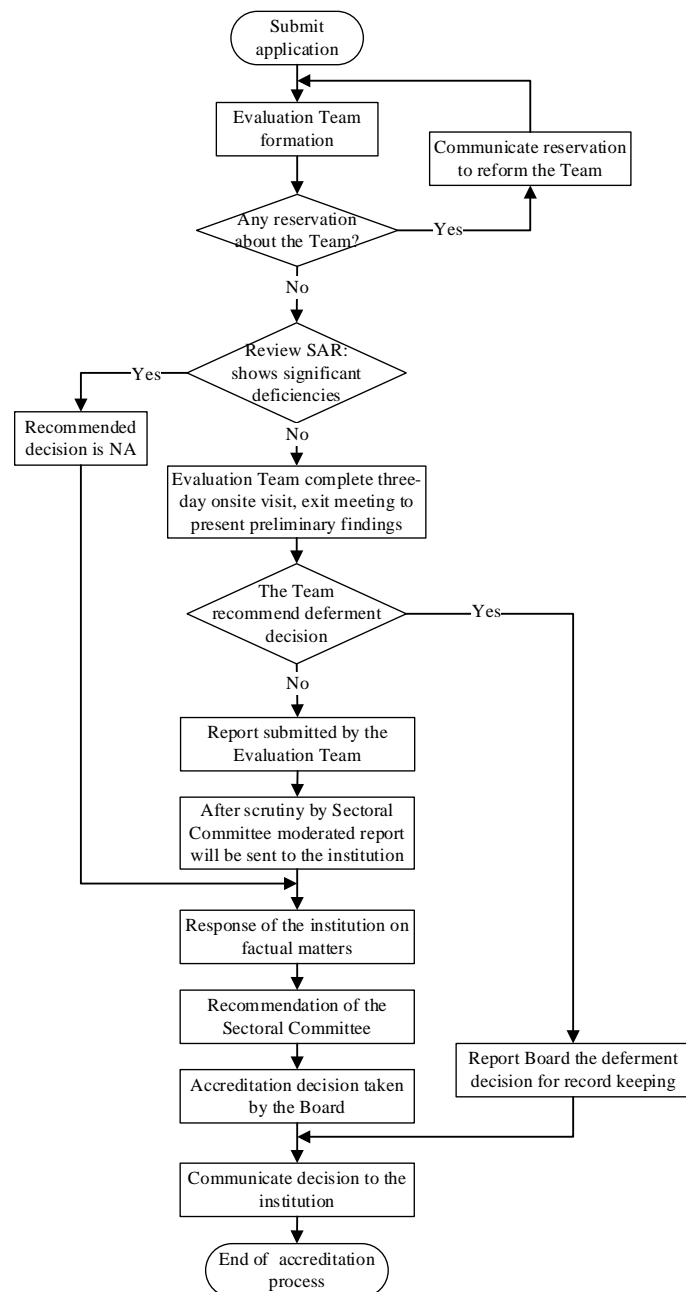 Submit
application
Evaluation Team
formation
Communicate reservation
to reform the Team
Any reservation
about the Team?
Yes
No
Review SAR:
shows significant
deficiencies
Yes
Recommended
decision is NA
No
Evaluation Team complete three-
day onsite visit, exit meeting to
present preliminary findings
The Team
recommend deferment
decision
Yes
No
Report submitted by the
Evaluation Team
After scrutiny by Sectoral
Committee moderated report
will be sent to the institution
Response of the institution on
factual matters
Recommendation of the
Sectoral Committee
Report Board the deferment
decision for record keeping
Accreditation decision taken
by the Board
Communicate decision to the
institution
End of accreditation
process